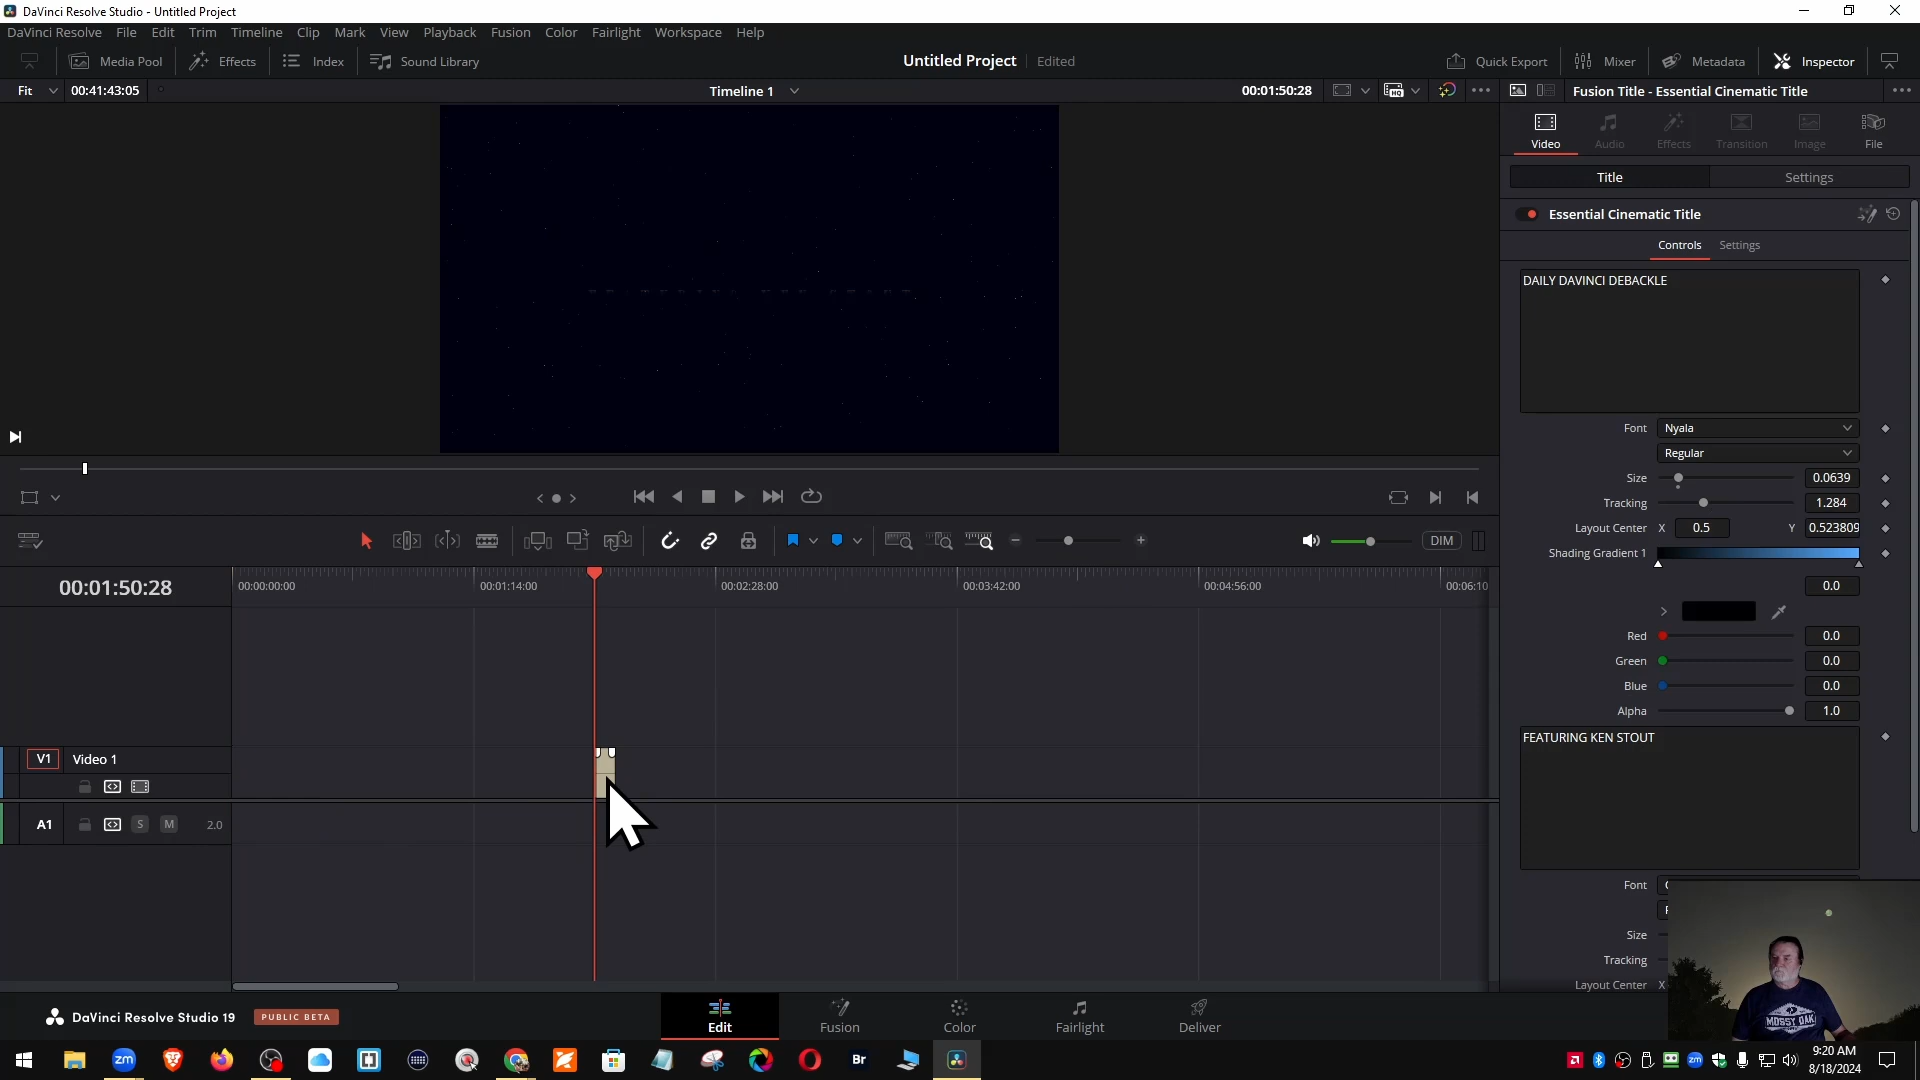 DaVinci Resolve Studio - Untitled Project
DaVinci Resolve File Edit Trim Timeline Clip Mark View Playback Fusion Color Fairlight Workspace Help
Media Pool Effects Index Sound Library Untitled Project Edited Quick Export Mixer Metadata Inspector
Fit 00:41:43:05 Timeline 1 00:01:50:28 HQ Fusion Title - Essential Cinematic Title
Video Audio Effects Transition Image File
Title Settings
Essential Cinematic Title
Controls Settings
DAILY DAVINCI DEBACKLE
Font Nyala
Regular
Size 0.0639
Tracking 1.284
Layout Center X 0.5 Y 0.523809
Shading Gradient 1
0.0
Red 0.0
Green 0.0
Blue 0.0
Alpha 1.0
FEATURING KEN STOUT
Font
Size
Tracking
Layout Center X
DIM
00:01:50:28 00:00:00:00 00:01:14:00 00:02:28:00 00:03:42:00 00:04:56:00 00:06:10
V1 Video 1
A1 S M 2.0
DaVinci Resolve Studio 19 PUBLIC BETA
Edit Fusion Color Fairlight Deliver
MOSSY OAK
zm Br zm
9:20 AM
8/18/2024